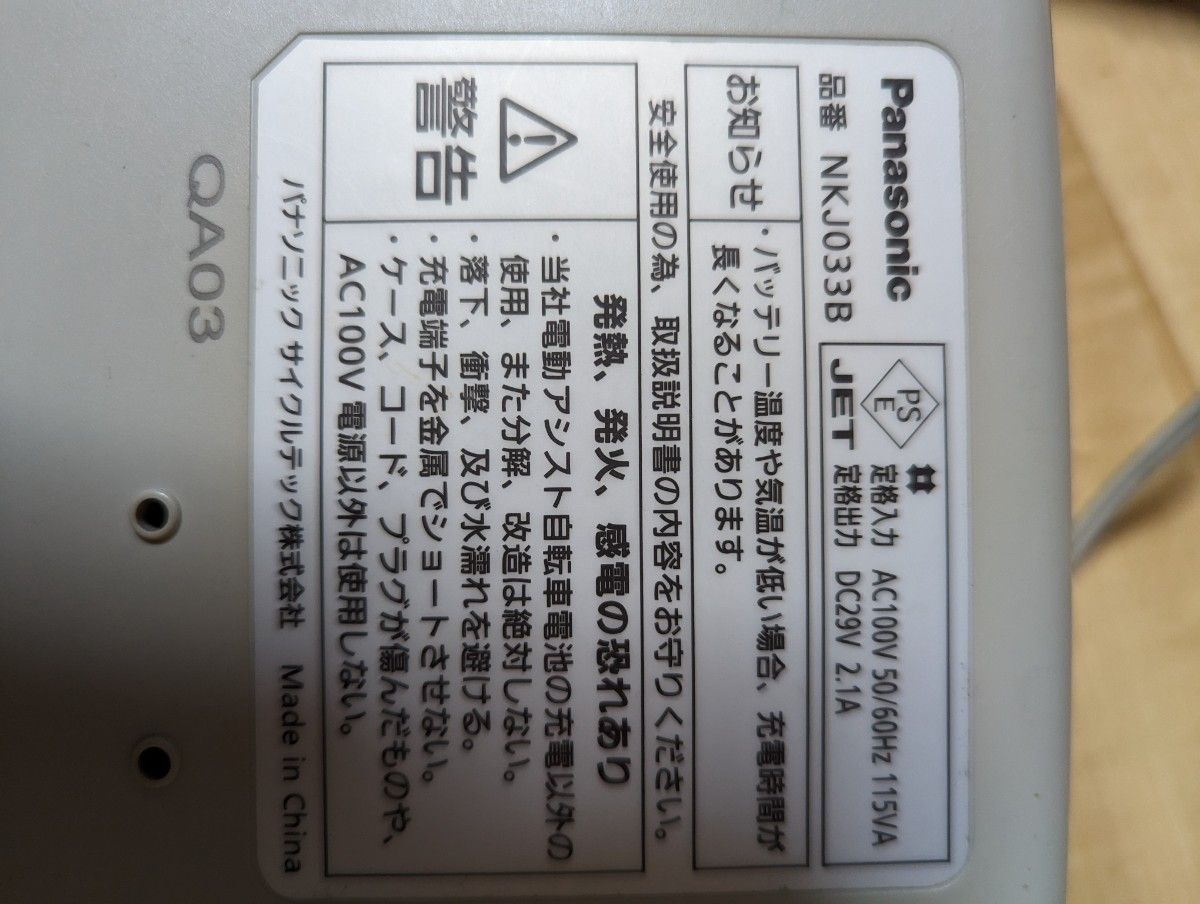 Panasonic
品番 NKJ033B
PS
E
JET
定格入力 AC100V 50/60Hz 115VA
定格出力 DC29V 2.1A
お知らせ
・バッテリー温度や気温が低い場合、充電時間が
長くなることがあります。
安全使用の為、取扱説明書の内容をお守りください。
警告
発熱、発火、感電の恐れあり
・当社電動アシスト自転車電池の充電以外の
使用、また分解、改造は絶対しない。
・落下、衝撃、及び水濡れを避ける。
・充電端子を金属でショートさせない。
・ケース、コード、プラグが傷んだものや、
AC100V 電源以外は使用しない。
パナソニック サイクルテック株式会社 Made in China
QA03